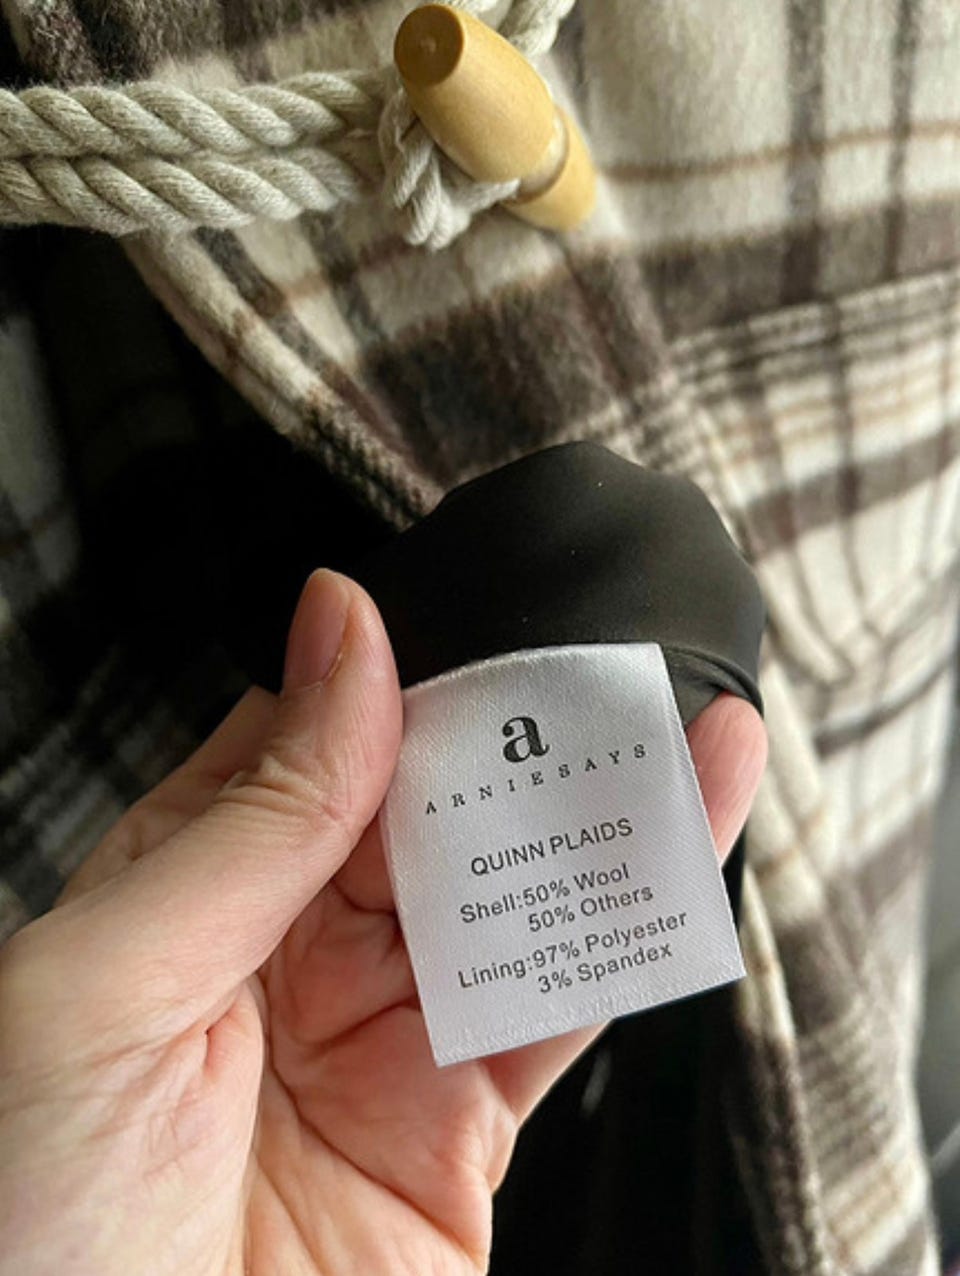 a
ARNIESAYS
QUINN PLAIDS
Shell:50% Wool
50% Others
Lining:97% Polyester
3% Spandex